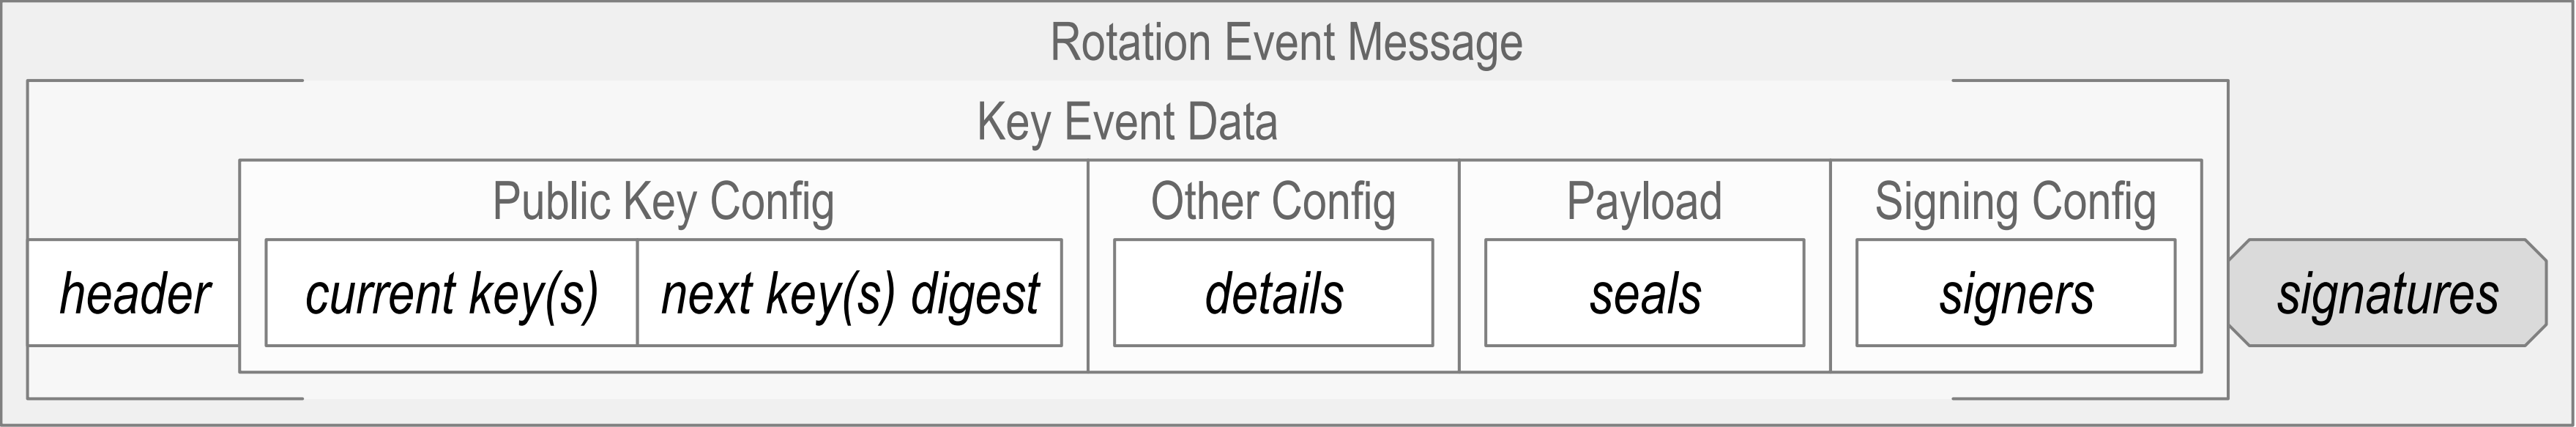 Rotation Event Message
Key Event Data
Public Key Config
Other Config
Payload
Signing Config
header
current key(s)
next key(s) digest
details
seals
signers
signatures